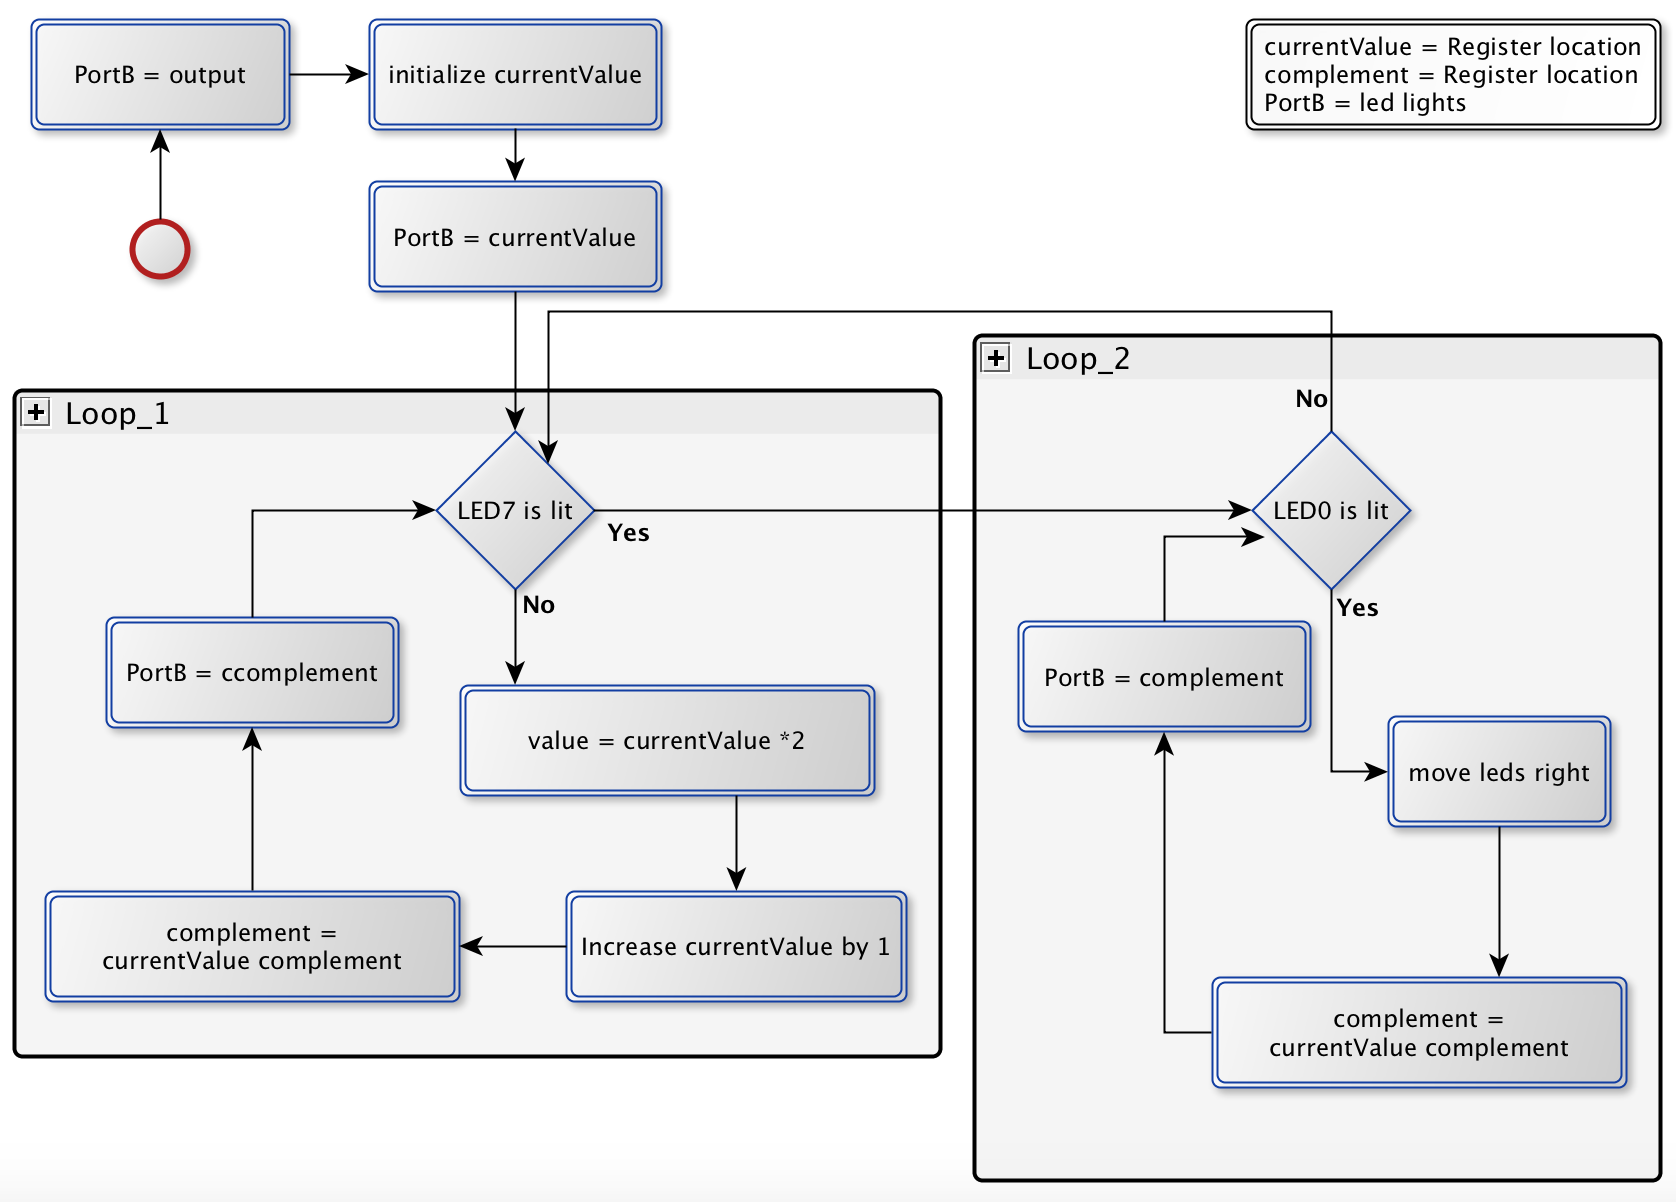 PortB = output
initialize currentValue
currentValue = Register location
complement = Register location
PortB = led lights
PortB = currentValue
Loop_1
LED7 is lit
Yes
No
value = currentValue *2
Increase currentValue by 1
complement =
currentValue complement
PortB = ccomplement
Loop_2
No
LED0 is lit
Yes
move leds right
complement =
currentValue complement
PortB = complement